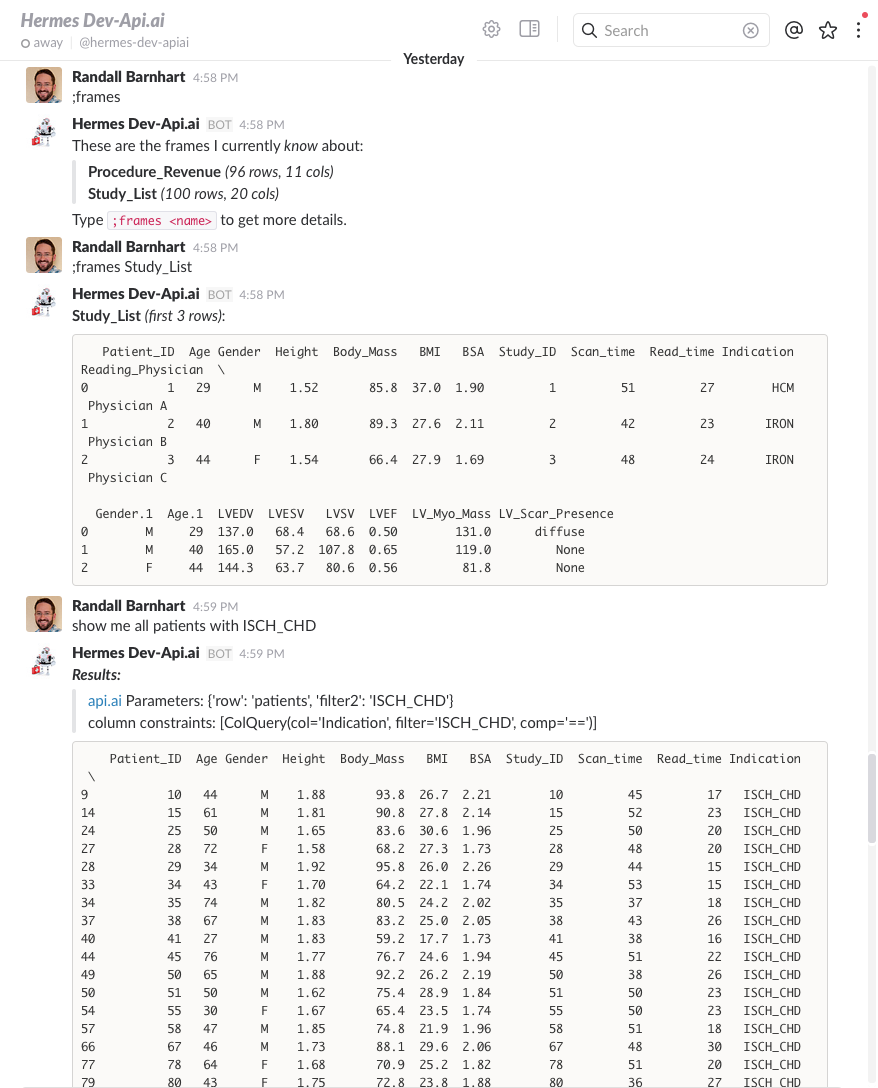 Hermes Dev-Api.ai
away | @hermes-dev-apiai
Search
Yesterday
Randall Barnhart 4:58 PM
;frames
Hermes Dev-Api.ai BOT 4:58 PM
These are the frames I currently know about:
Procedure_Revenue (96 rows, 11 cols)
Study_List (100 rows, 20 cols)
Type ;frames <name> to get more details.
Randall Barnhart 4:58 PM
;frames Study_List
Hermes Dev-Api.ai BOT 4:58 PM
Study_List (first 3 rows):
Patient_ID Age Gender Height Body_Mass BMI BSA Study_ID Scan_time Read_time Indication
Reading_Physician \
0 1 29 M 1.52 85.8 37.0 1.90 1 51 27 HCM
Physician A
1 2 40 M 1.80 89.3 27.6 2.11 2 42 23 IRON
Physician B
2 3 44 F 1.54 66.4 27.9 1.69 3 48 24 IRON
Physician C
Gender.1 Age.1 LVEDV LVESV LVSV LVEF LV_Myo_Mass LV_Scar_Presence
0 M 29 137.0 68.4 68.6 0.50 131.0 diffuse
1 M 40 165.0 57.2 107.8 0.65 119.0 None
2 F 44 144.3 63.7 80.6 0.56 81.8 None
Randall Barnhart 4:59 PM
show me all patients with ISCH_CHD
Hermes Dev-Api.ai BOT 4:59 PM
Results:
api.ai Parameters: {'row': 'patients', 'filter2': 'ISCH_CHD'}
column constraints: [ColQuery(col='Indication', filter='ISCH_CHD', comp='==')]
Patient_ID Age Gender Height Body_Mass BMI BSA Study_ID Scan_time Read_time Indication
\
9 10 44 M 1.88 93.8 26.7 2.21 10 45 17 ISCH_CHD
14 15 61 M 1.81 90.8 27.8 2.14 15 52 23 ISCH_CHD
24 25 50 M 1.65 83.6 30.6 1.96 25 50 20 ISCH_CHD
27 28 72 F 1.58 68.2 27.3 1.73 28 48 20 ISCH_CHD
28 29 34 M 1.92 95.8 26.0 2.26 29 44 15 ISCH_CHD
33 34 43 F 1.70 64.2 22.1 1.74 34 53 15 ISCH_CHD
34 35 74 M 1.82 80.5 24.2 2.02 35 37 18 ISCH_CHD
37 38 67 M 1.83 83.2 25.0 2.05 38 43 26 ISCH_CHD
40 41 27 M 1.83 59.2 17.7 1.73 41 38 16 ISCH_CHD
44 45 76 M 1.77 76.7 24.6 1.94 45 51 22 ISCH_CHD
49 50 65 M 1.88 92.2 26.2 2.19 50 38 26 ISCH_CHD
50 51 50 M 1.62 75.4 28.9 1.84 51 50 23 ISCH_CHD
54 55 30 F 1.67 65.4 23.5 1.74 55 50 23 ISCH_CHD
57 58 47 M 1.85 74.8 21.9 1.96 58 51 18 ISCH_CHD
66 67 46 M 1.73 88.1 29.6 2.06 67 48 30 ISCH_CHD
77 78 64 F 1.68 70.9 25.2 1.82 78 51 20 ISCH_CHD
79 80 43 F 1.75 72.8 23.8 1.88 80 36 27 ISCH_CHD